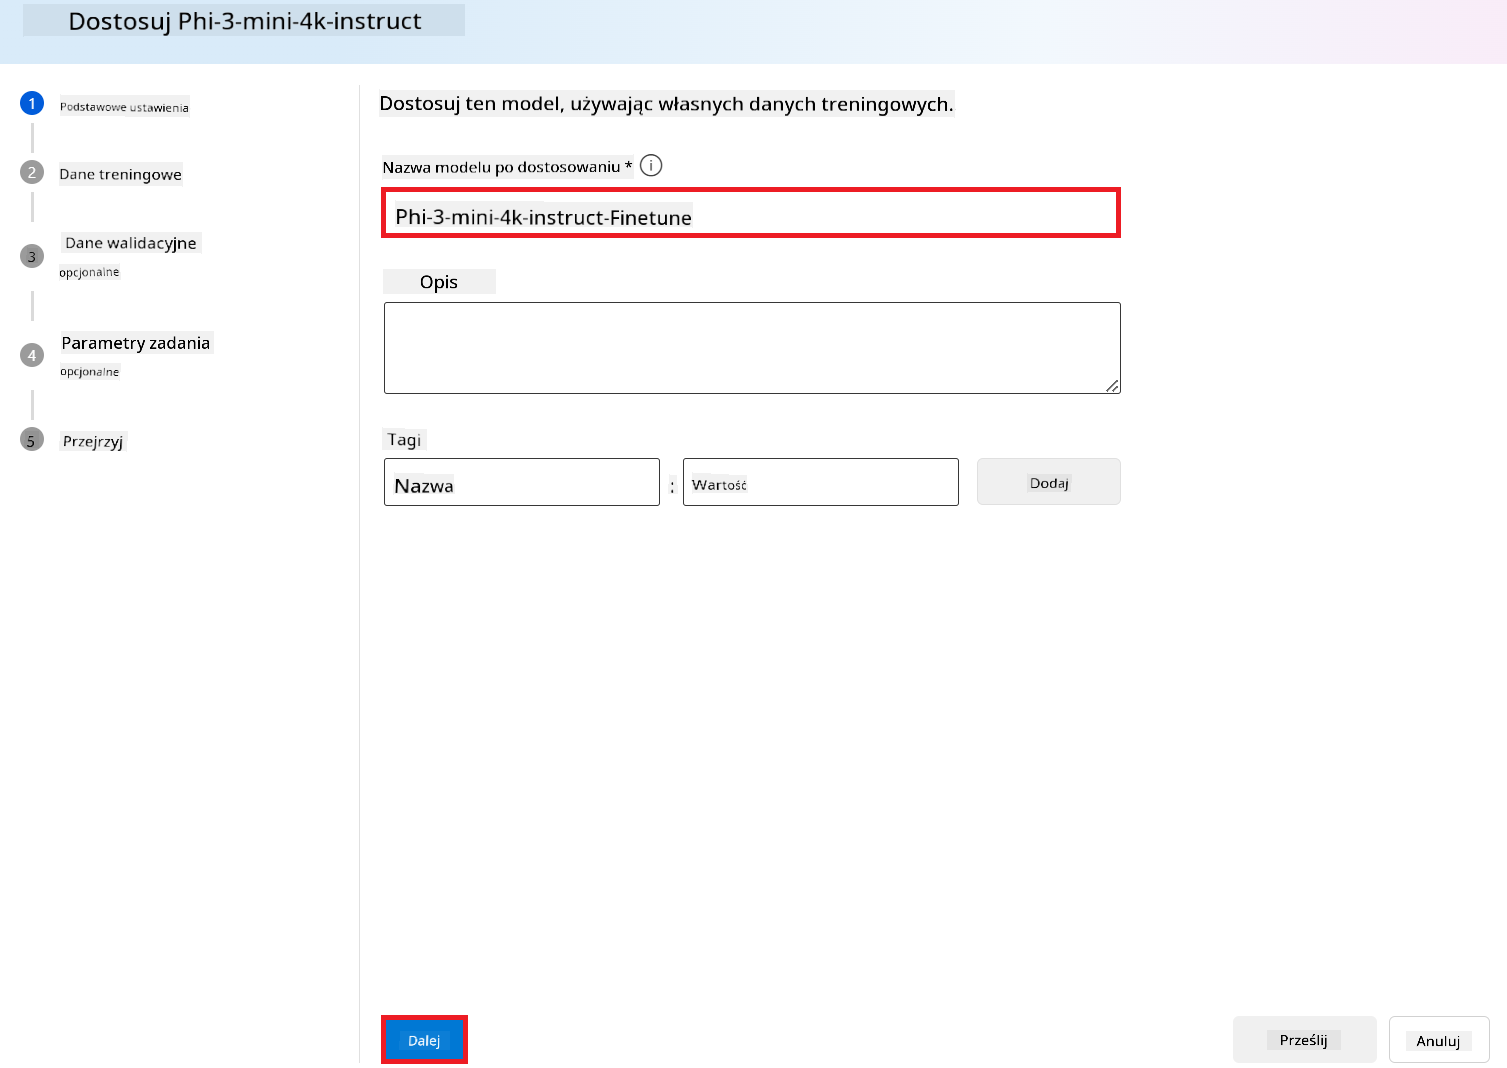 Dostosuj Phi-3-mini-4k-instruct
1 Podstawowe ustawienia
2 Dane treningowe
3 Dane walidacyjne
opcjonalne
4 Parametry zadania
opcjonalne
5 Przejrzyj
Dostosuj ten model, używając własnych danych treningowych.
Nazwa modelu po dostosowaniu * i
Phi-3-mini-4k-instruct-Finetune
Opis
Tagi
Nazwa : Wartość Dodaj
Dalej Prześlij Anuluj